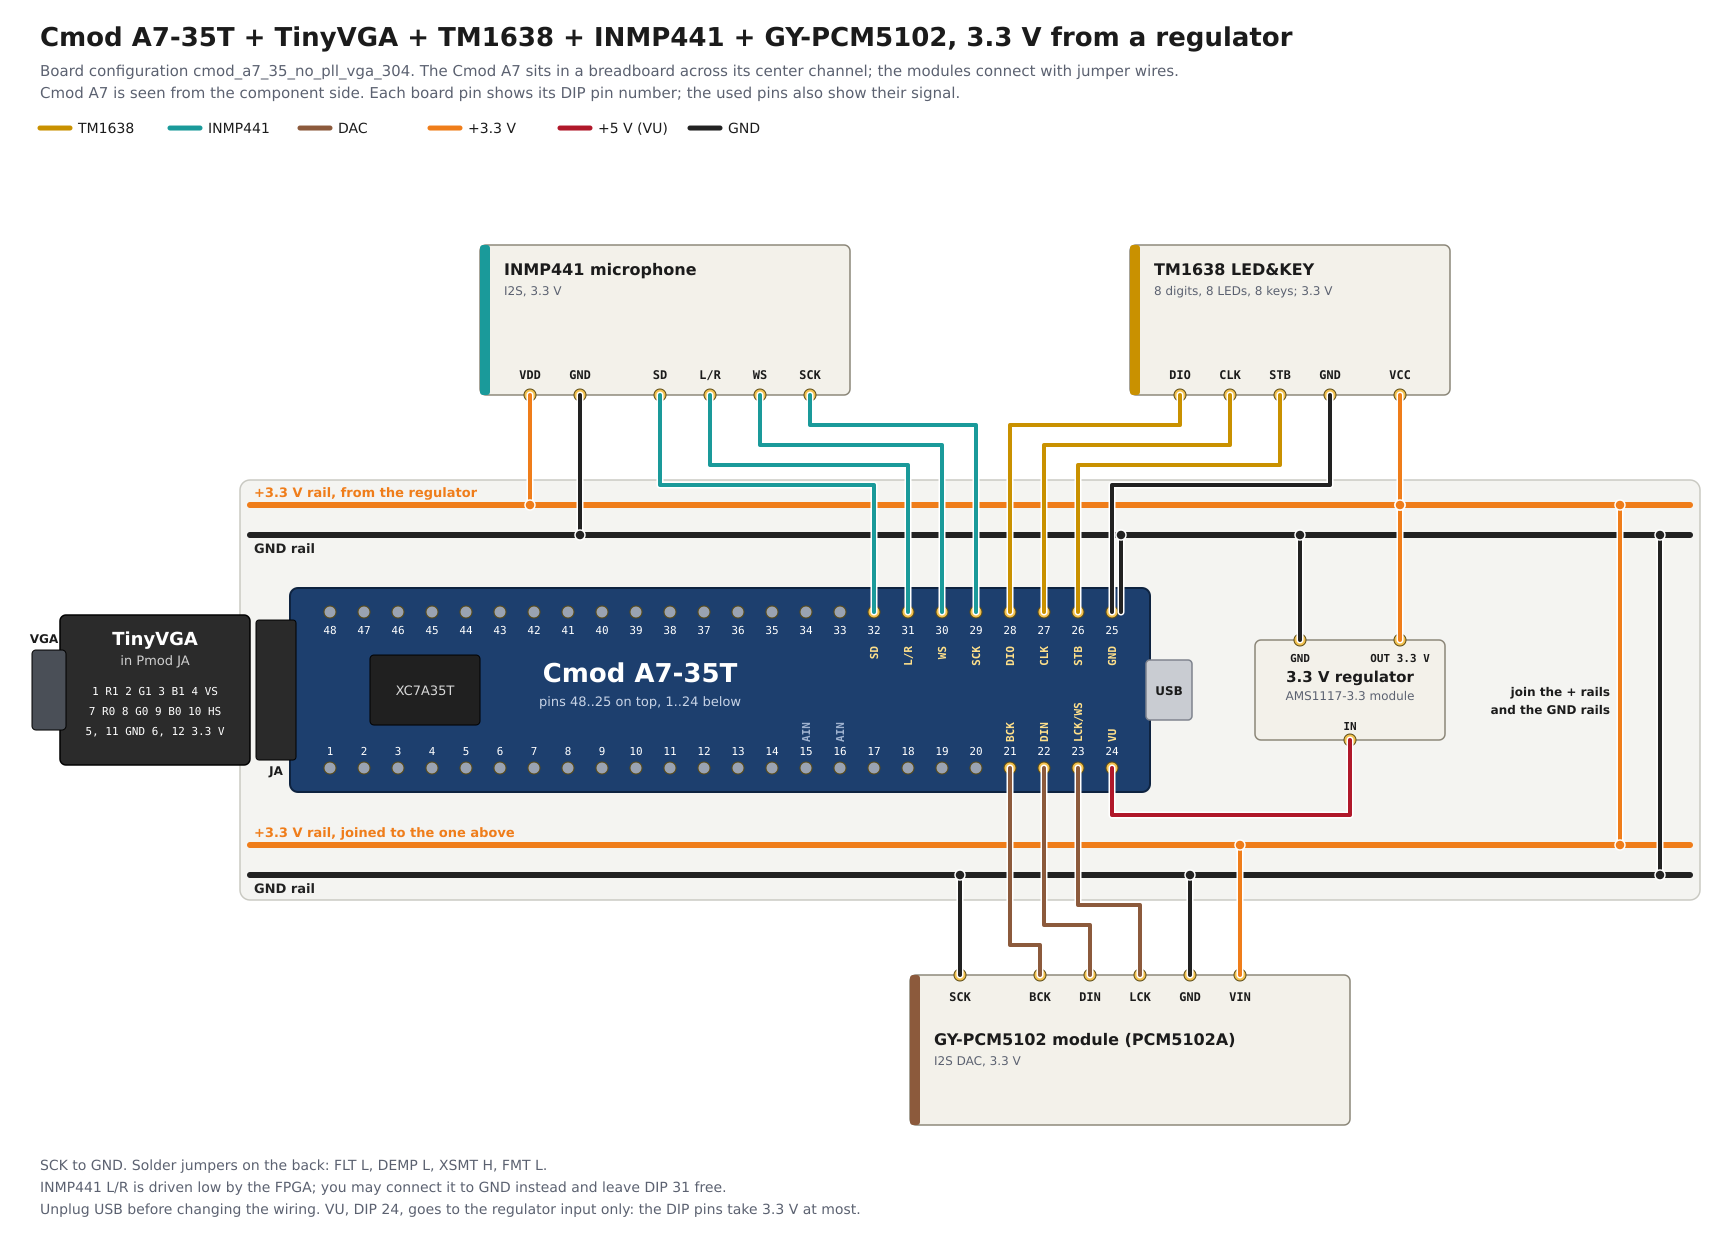 Cmod A7-35T + TinyVGA + TM1638 + INMP441 + GY-PCM5102, 3.3 V from a regulator
Board configuration cmod_a7_35_no_pll_vga_304. The Cmod A7 sits in a breadboard across its center channel; the modules connect with jumper wires.
Cmod A7 is seen from the component side. Each board pin shows its DIP pin number; the used pins also show their signal.
TM1638 INMP441 DAC +3.3 V +5 V (VU) GND
INMP441 microphone
I2S, 3.3 V
VDD GND SD L/R WS SCK
TM1638 LED&KEY
8 digits, 8 LEDs, 8 keys; 3.3 V
DIO CLK STB GND VCC
+3.3 V rail, from the regulator
GND rail
48 47 46 45 44 43 42 41 40 39 38 37 36 35 34 33 32 31 30 29 28 27 26 25
SD L/R WS SCK DIO CLK STB GND
VGA
TinyVGA
in Pmod JA
1 R1 2 G1 3 B1 4 VS
7 R0 8 G0 9 B0 10 HS
5, 11 GND 6, 12 3.3 V
JA
XC7A35T
Cmod A7-35T
pins 48..25 on top, 1..24 below
USB
AIN AIN BCK DIN LCK/WS VU
1 2 3 4 5 6 7 8 9 10 11 12 13 14 15 16 17 18 19 20 21 22 23 24
GND OUT 3.3 V
3.3 V regulator
AMS1117-3.3 module
IN
join the + rails
and the GND rails
+3.3 V rail, joined to the one above
GND rail
SCK BCK DIN LCK GND VIN
GY-PCM5102 module (PCM5102A)
I2S DAC, 3.3 V
SCK to GND. Solder jumpers on the back: FLT L, DEMP L, XSMT H, FMT L.
INMP441 L/R is driven low by the FPGA; you may connect it to GND instead and leave DIP 31 free.
Unplug USB before changing the wiring. VU, DIP 24, goes to the regulator input only: the DIP pins take 3.3 V at most.